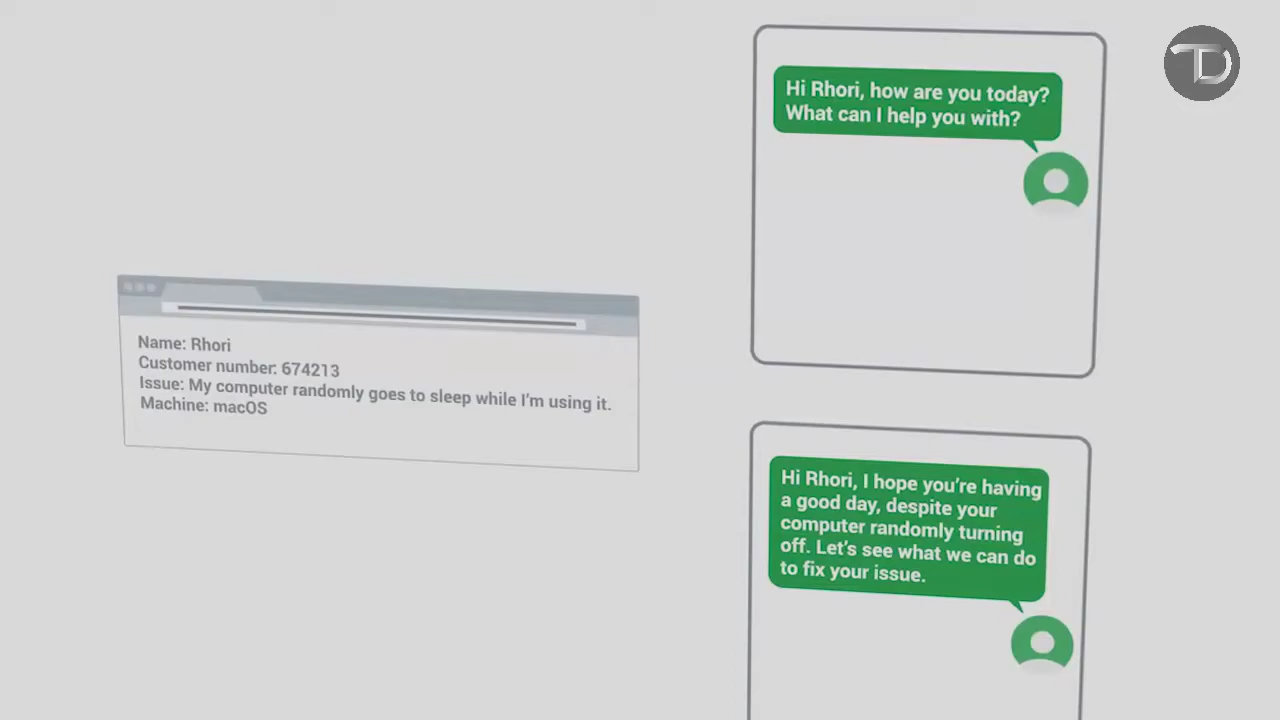 Name: Rhori
Customer number: 674213
Issue: My computer randomly goes to sleep while I'm using it.
Machine: macOS
Hi Rhori, how are you today?
What can I help you with?
Hi Rhori, I hope you're having
a good day, despite your
computer randomly turning
off. Let's see what we can do
to fix your issue.
TD